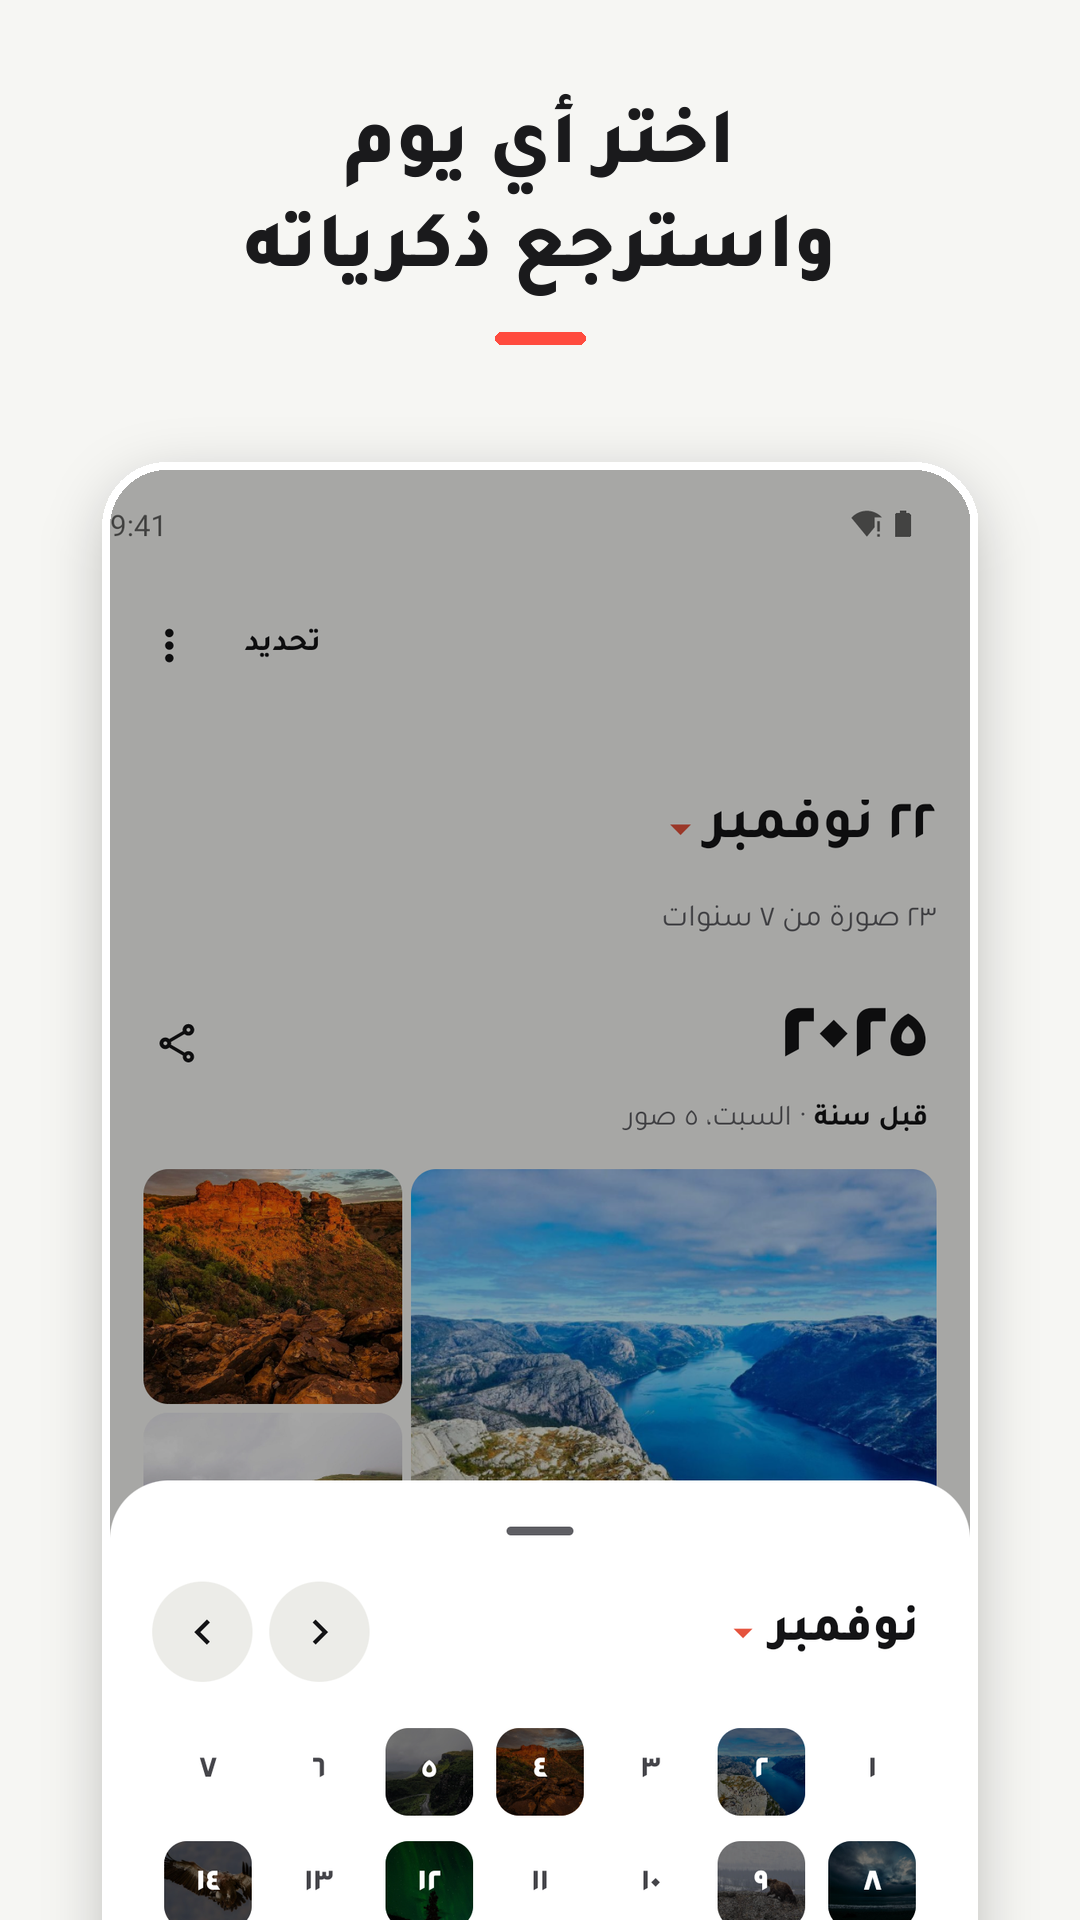 اختر أي يوم
واسترجع ذكرياته
9:41
تحديد
٢٢ نوفمبر
٢٣ صورة من ٧ سنوات
٢٠٢٥
قبل سنة · السبت، ٥ صور
نوفمبر
١ ٢ ٣ ٤ ٥ ٦ ٧
٨ ٩ ١٠ ١١ ١٢ ١٣ ١٤